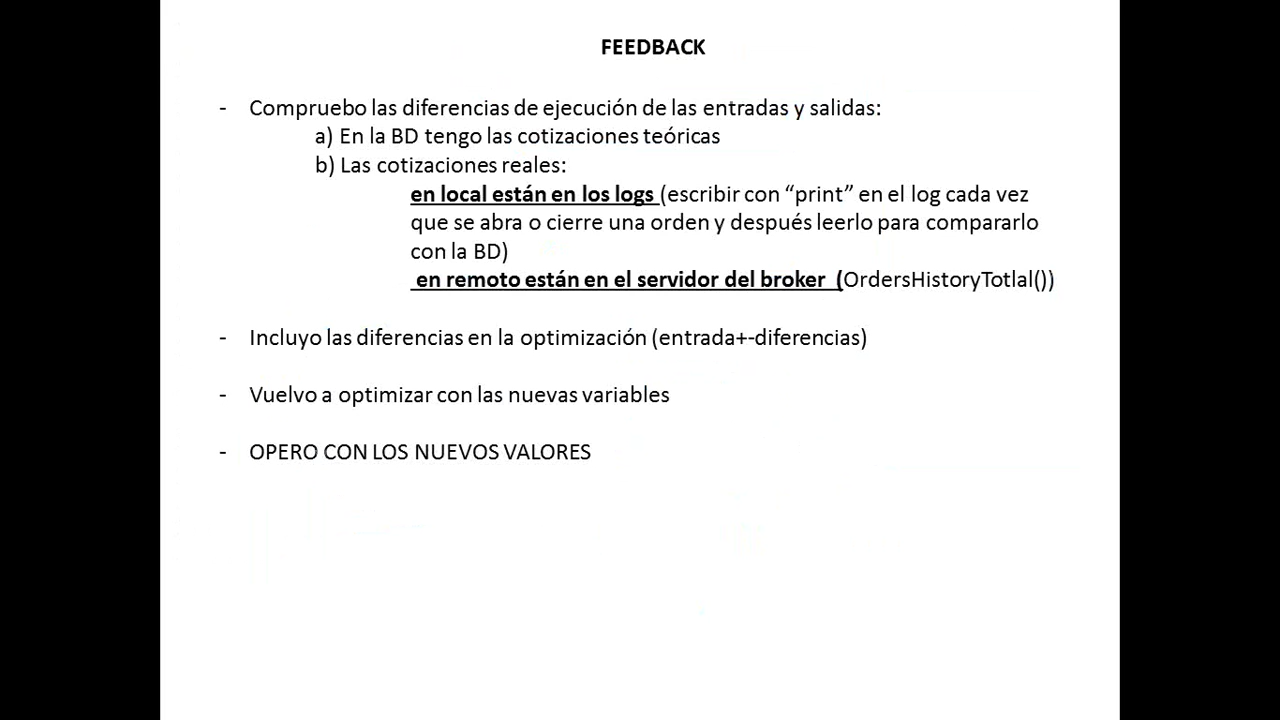 FEEDBACK
- Compruebo las diferencias de ejecución de las entradas y salidas:
a) En la BD tengo las cotizaciones teóricas
b) Las cotizaciones reales:
en local están en los logs (escribir con “print” en el log cada vez
que se abra o cierre una orden y después leerlo para compararlo
con la BD)
en remoto están en el servidor del broker (OrdersHistoryTotlal())
- Incluyo las diferencias en la optimización (entrada+-diferencias)
- Vuelvo a optimizar con las nuevas variables
- OPERO CON LOS NUEVOS VALORES